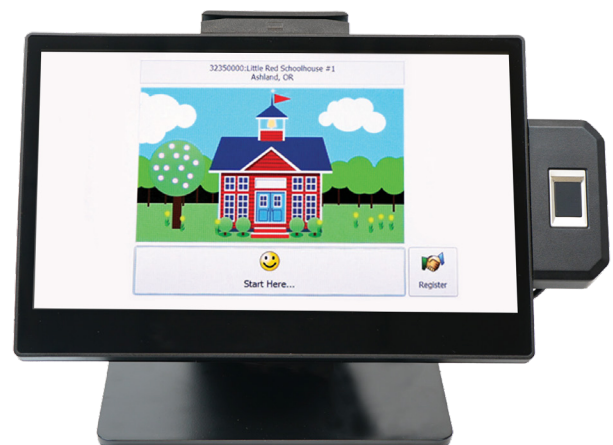 32350000:Little Red Schoolhouse #1
Ashland, OR
Start Here...
Register